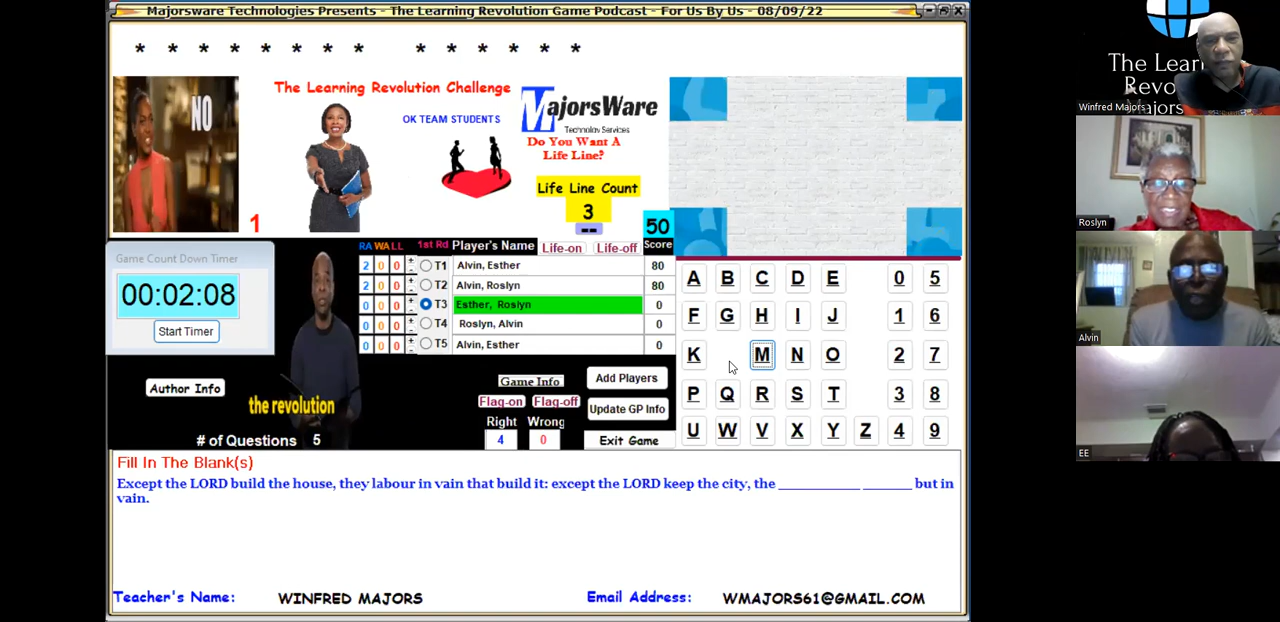 Majorsware Technologies Presents - The Learning Revolution Game Podcast - For Us By Us - 08/09/22
* * * * * * * * * * * * * *
NO
The Learning Revolution Challenge
OK TEAM STUDENTS
MajorsWare
Technology Services
Do You Want A
Life Line?
Life Line Count
3
--
1
50
RA WA LL 1st Rd Player's Name Life-on Life-off Score
2 0 0 + - T1 Alvin, Esther 80
2 0 0 + - T2 Alvin, Roslyn 80
0 0 0 + - T3 Esther, Roslyn 0
0 0 0 + - T4 Roslyn, Alvin 0
0 0 0 + - T5 Alvin, Esther 0
Game Count Down Timer
00:02:08
Start Timer
Author Info
the revolution
# of Questions 5
Game Info
Flag-on Flag-off
Right Wrong
4 0
Add Players
Update GP Info
Exit Game
A B C D E 0 5
F G H I J 1 6
K M N O 2 7
P Q R S T 3 8
U W V X Y Z 4 9
Fill In The Blank(s)
Except the LORD build the house, they labour in vain that build it: except the LORD keep the city, the ____________ _______ but in
vain.
Teacher's Name: WINFRED MAJORS Email Address: WMAJORS61@GMAIL.COM
The Lear
Revo
Majors
Winfred Majors
Roslyn
Alvin
EE